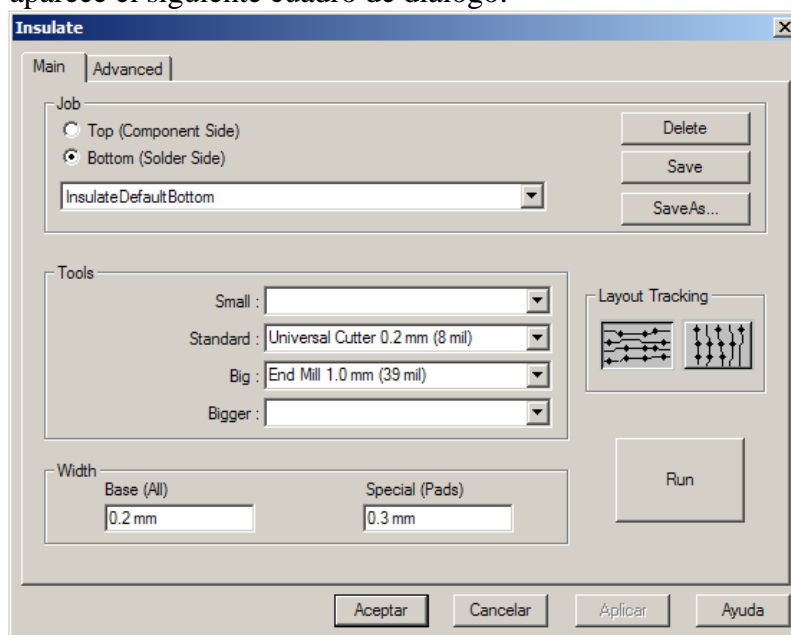 aparece el siguiente cuadro de diálogo:
Insulate
Main Advanced
Job
Top (Component Side)
Bottom (Solder Side)
InsulateDefaultBottom
Delete
Save
SaveAs...
Tools
Small :
Standard : Universal Cutter 0.2 mm (8 mil)
Big : End Mill 1.0 mm (39 mil)
Bigger :
Layout Tracking
Width
Base (All) Special (Pads)
0.2 mm 0.3 mm
Run
Aceptar Cancelar Aplicar Ayuda